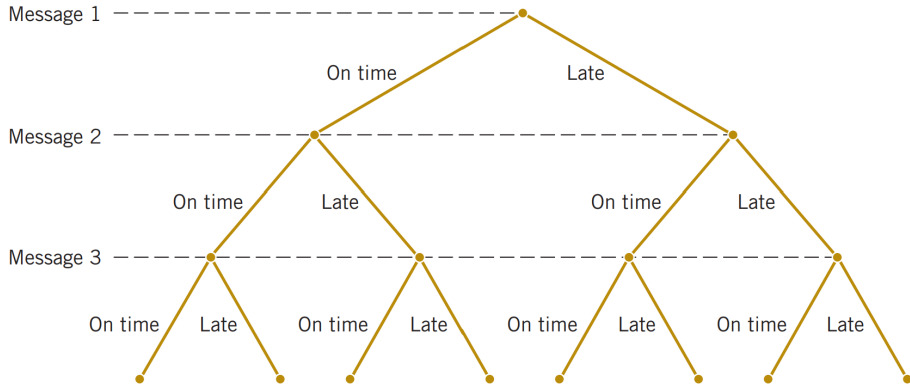 Message 1
On time Late
Message 2
On time Late On time Late
Message 3
On time Late On time Late On time Late On time Late